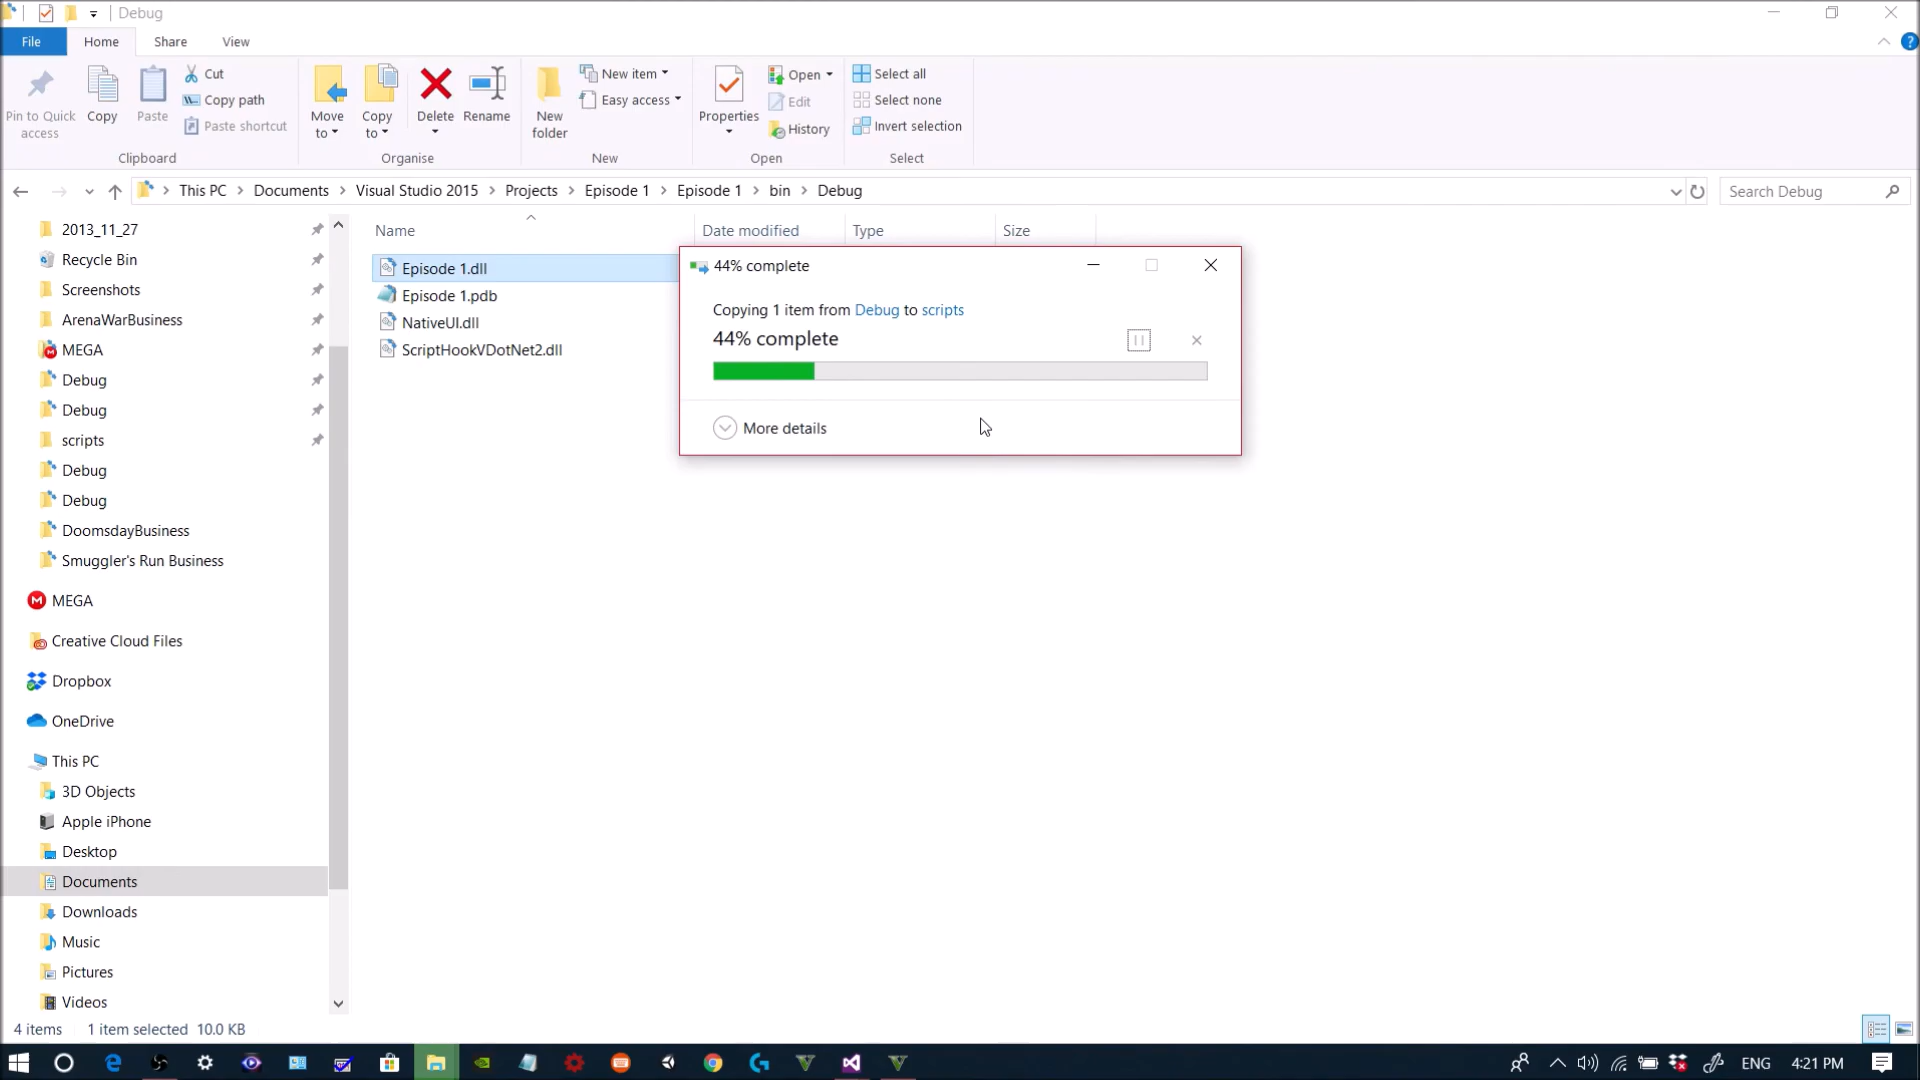 Debug
File
Home
Share
View
Pin to Quick
access
Copy
Paste
Cut
Copy path
Paste shortcut
Clipboard
Move
to
Copy
to
Delete
Rename
Organise
New
folder
New item
Easy access
New
Properties
Open
Edit
History
Open
Select all
Select none
Invert selection
Select
This PC
Documents
Visual Studio 2015
Projects
Episode 1
Episode 1
bin
Debug
Search Debug
2013_11_27
Recycle Bin
Screenshots
ArenaWarBusiness
MEGA
Debug
Debug
scripts
Debug
Debug
DoomsdayBusiness
Smuggler's Run Business
MEGA
Creative Cloud Files
Dropbox
OneDrive
This PC
3D Objects
Apple iPhone
Desktop
Documents
Downloads
Music
Pictures
Videos
Name
Date modified
Type
Size
Episode 1.dll
Episode 1.pdb
NativeUI.dll
ScriptHookVDotNet2.dll
44% complete
Copying 1 item from Debug to scripts
44% complete
More details
4 items
1 item selected 10.0 KB
ENG
4:21 PM